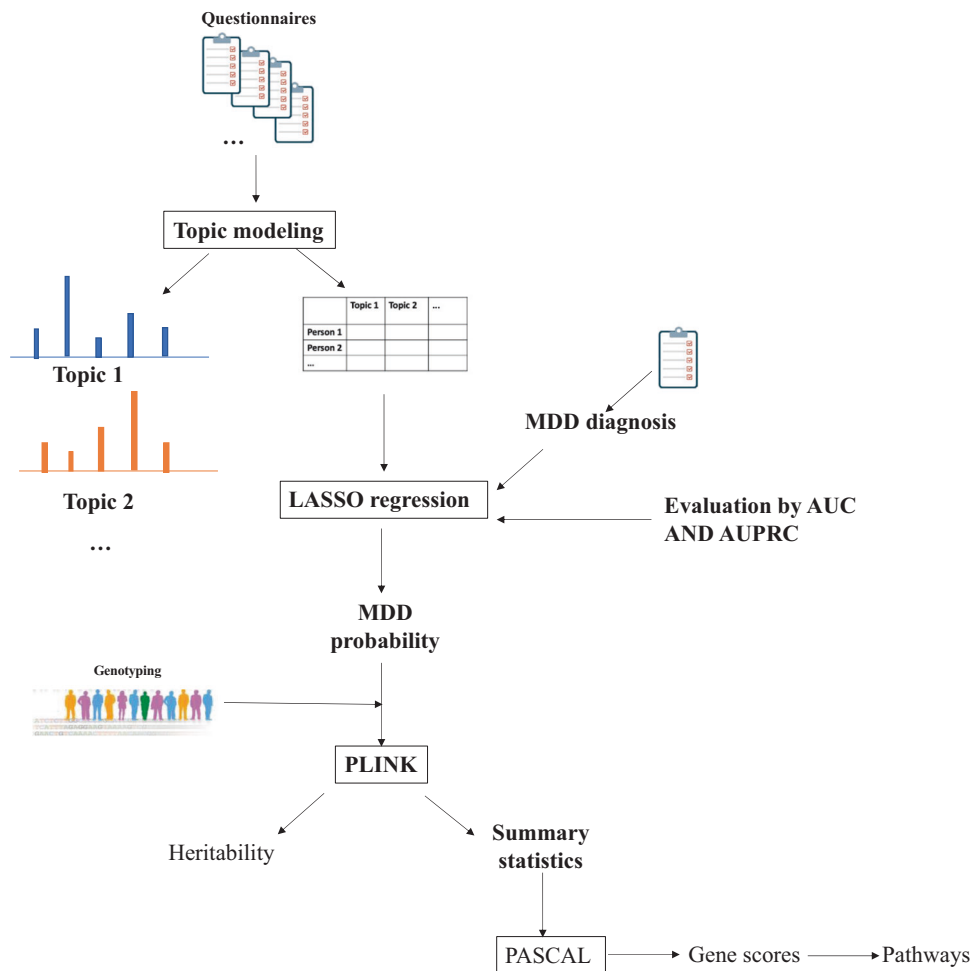 Questionnaires
...
Topic modeling
Topic 1 Topic 2 ...
Person 1
Person 2
...
Topic 1
MDD diagnosis
Topic 2
LASSO regression
Evaluation by AUC
AND AUPRC
...
MDD
probability
Genotyping
PLINK
Heritability
Summary
statistics
PASCAL
Gene scores
Pathways